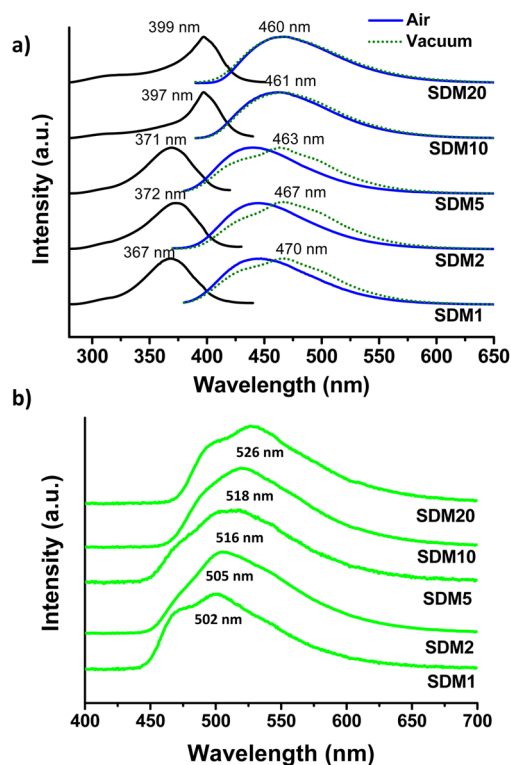 a)
Intensity (a.u.)
Air
Vacuum
399 nm
460 nm
SDM20
397 nm
461 nm
SDM10
371 nm
463 nm
SDM5
372 nm
467 nm
SDM2
367 nm
470 nm
SDM1
300 350 400 450 500 550 600 650
Wavelength (nm)
b)
Intensity (a.u.)
526 nm
SDM20
518 nm
SDM10
516 nm
SDM5
505 nm
SDM2
502 nm
SDM1
400 450 500 550 600 650 700
Wavelength (nm)